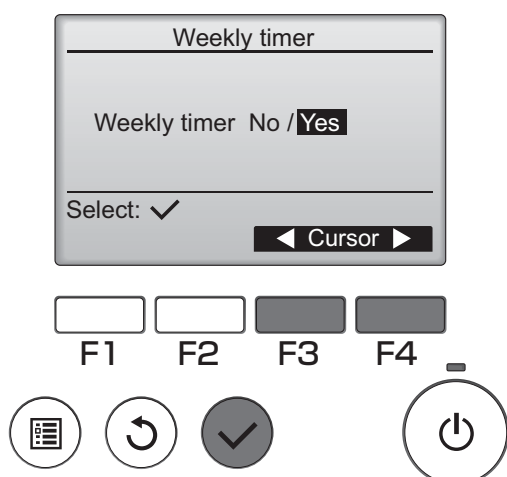 Weekly timer
Weekly timer No / Yes
Select: ✓
◀ Cursor ▶
F1 F2 F3 F4